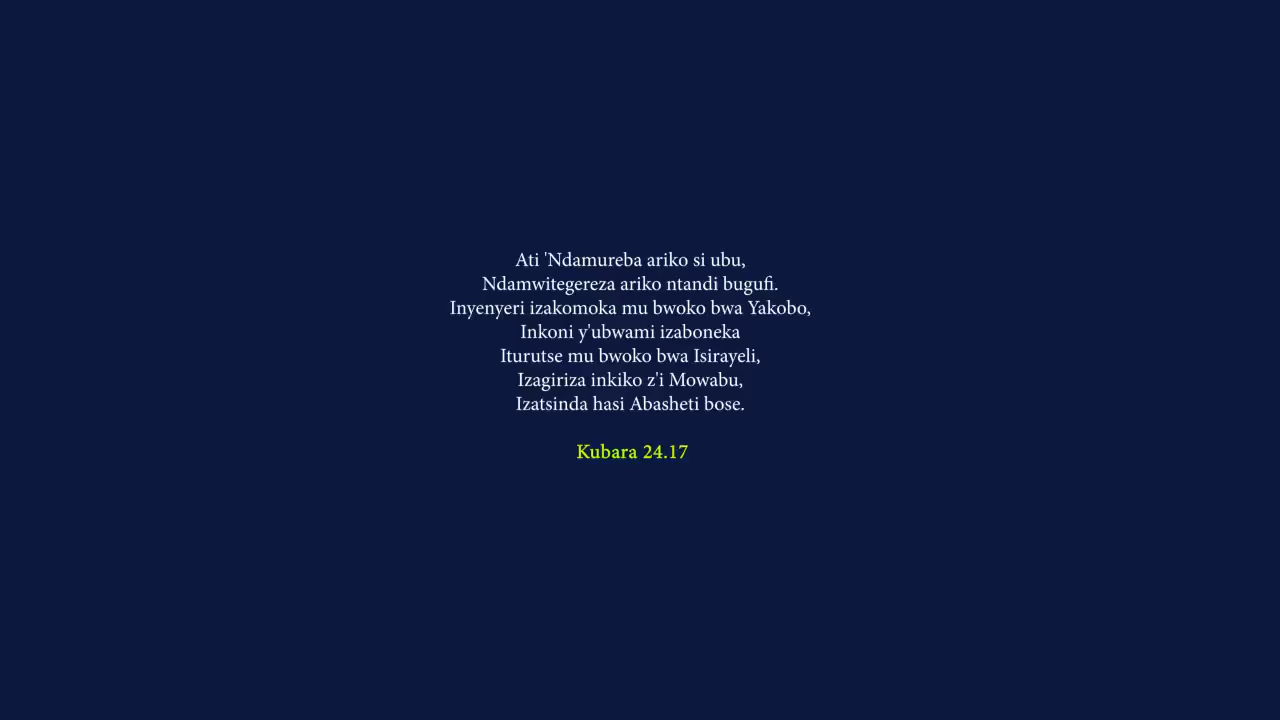 Ati 'Ndamureba ariko si ubu,
Ndamwitegereza ariko ntandi bugufi.
Inyenyeri izakomoka mu bwoko bwa Yakobo,
Inkoni y'ubwami izaboneka
Iturutse mu bwoko bwa Isirayeli,
Izagiriza inkiko z'i Mowabu,
Izatsinda hasi Abasheti bose.
Kubara 24.17